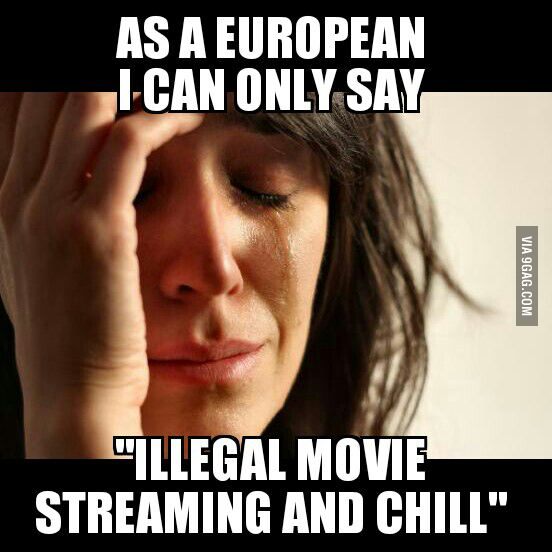 AS A EUROPEAN
I CAN ONLY SAY
VIA 9GAG.COM
"ILLEGAL MOVIE
STREAMING AND CHILL"